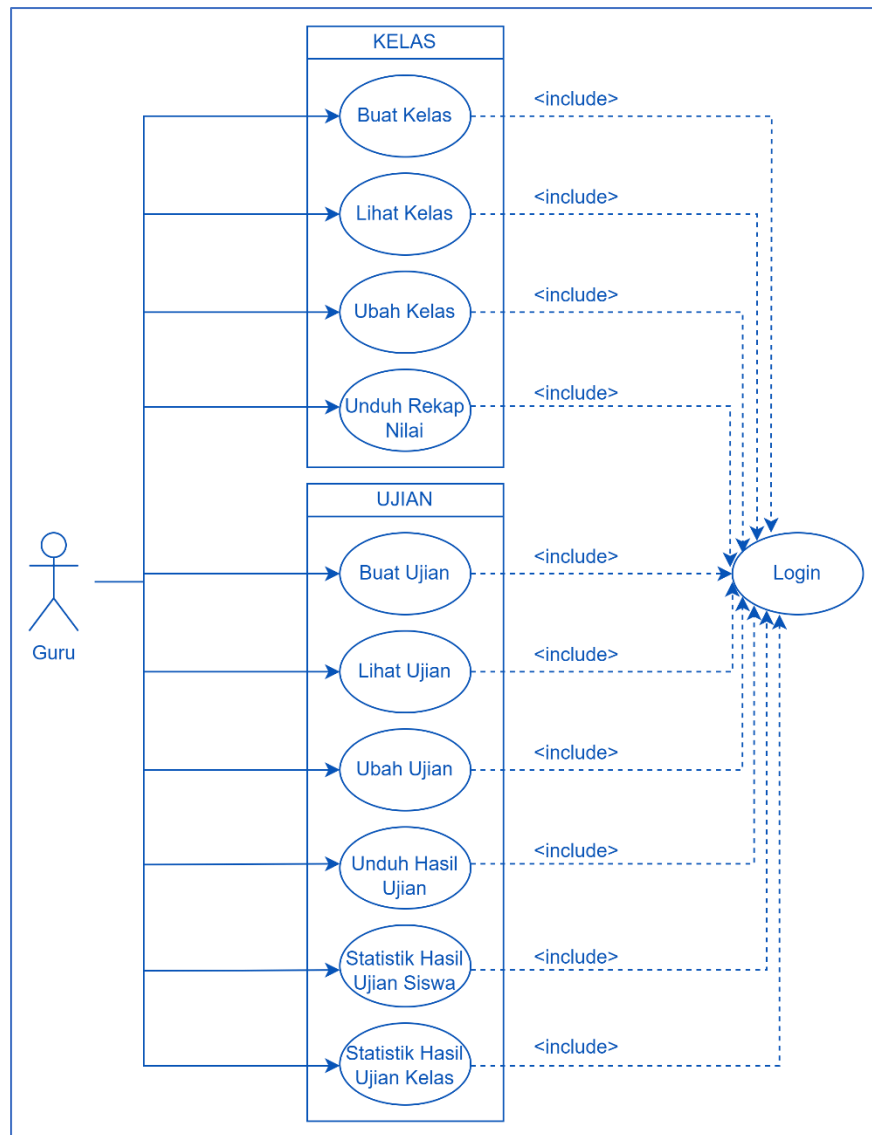 KELAS
Buat Kelas
<include>
Lihat Kelas
<include>
Ubah Kelas
<include>
Unduh Rekap
Nilai
<include>
UJIAN
Guru
Buat Ujian
<include>
Login
Lihat Ujian
<include>
Ubah Ujian
<include>
Unduh Hasil
Ujian
<include>
Statistik Hasil
Ujian Siswa
<include>
Statistik Hasil
Ujian Kelas
<include>